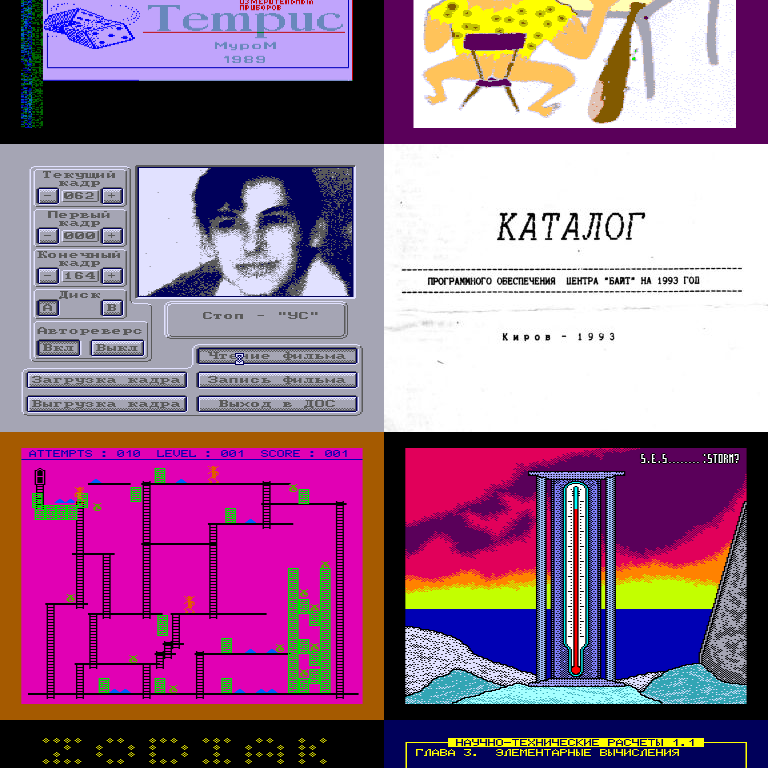 ИЗМЕРИТЕЛЬНЫХ
ПРИБОРОВ
Тетрис
Муром
1989
Текущий
кадр
- 062 +
Первый
кадр
- 000 +
Конечный
кадр
- 164 +
Диск
А В
Автореверс
Вкл Выкл
Стоп - "УС"
Чтение фильма
Загрузка кадра
Запись фильма
Выгрузка кадра
Выход в ДОС
КАТАЛОГ
ПРОГРАММНОГО ОБЕСПЕЧЕНИЯ ЦЕНТРА "БАЙТ" НА 1993 ГОД
Киров - 1993
ATTEMPTS : 010 LEVEL : 001 SCORE : 001
S.E.S........:STORM?
ZODIAK
НАУЧНО-ТЕХНИЧЕСКИЕ РАСЧЕТЫ 1.1
ГЛАВА 3. ЭЛЕМЕНТАРНЫЕ ВЫЧИСЛЕНИЯ